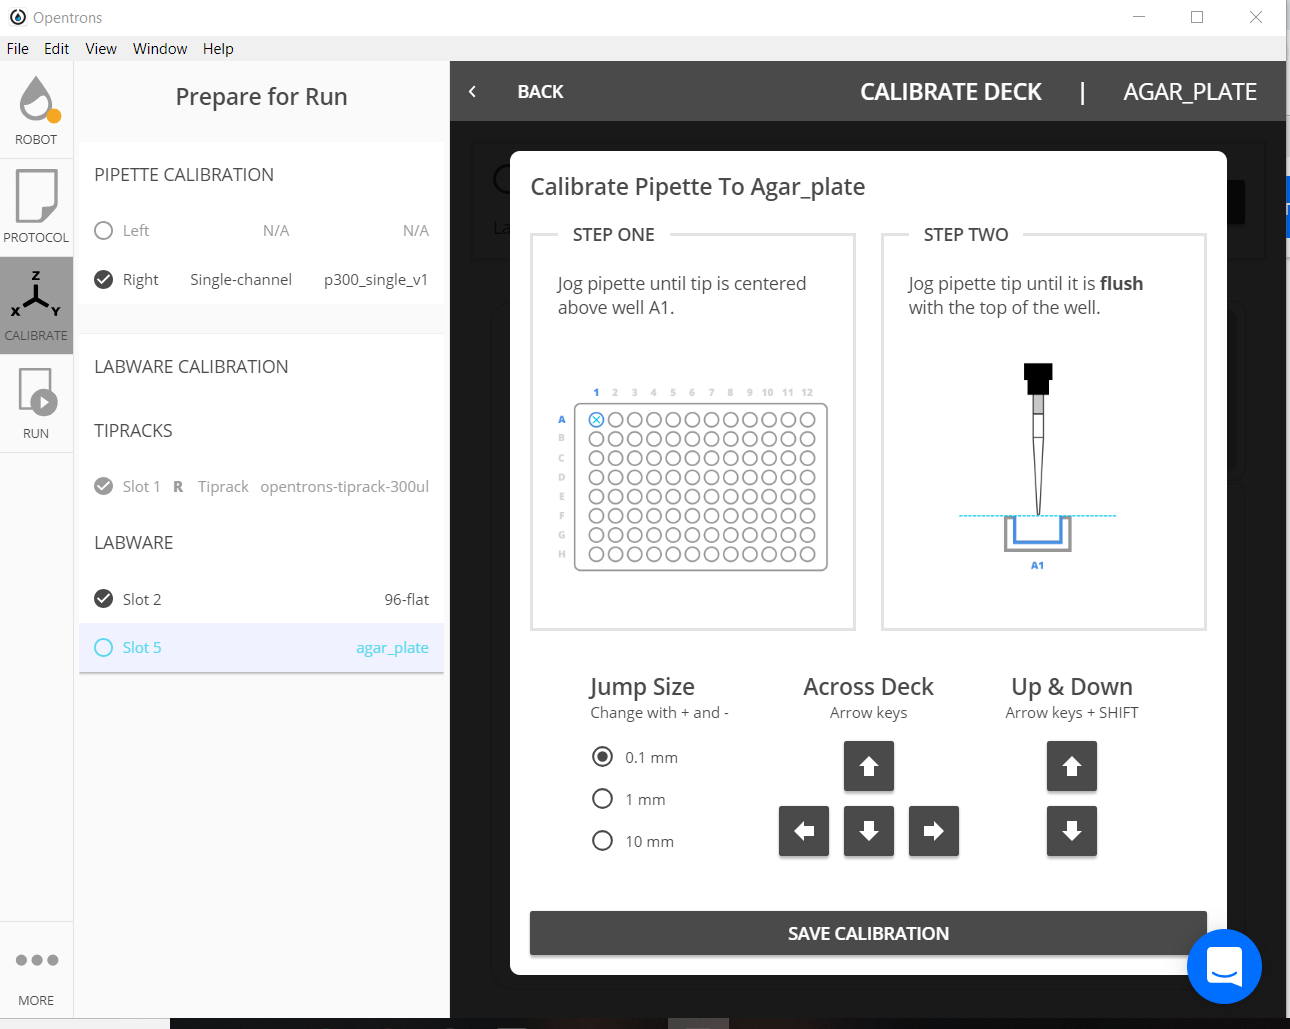 Opentrons
File Edit View Window Help
ROBOT
PROTOCOL
Z
X Y
CALIBRATE
RUN
MORE
Prepare for Run
PIPETTE CALIBRATION
Left N/A N/A
Right Single-channel p300_single_v1
LABWARE CALIBRATION
TIPRACKS
Slot 1 R Tiprack opentrons-tiprack-300ul
LABWARE
Slot 2 96-flat
Slot 5 agar_plate
< BACK CALIBRATE DECK | AGAR_PLATE
Calibrate Pipette To Agar_plate
STEP ONE
Jog pipette until tip is centered
above well A1.
1 2 3 4 5 6 7 8 9 10 11 12
A
B
C
D
E
F
G
H
STEP TWO
Jog pipette tip until it is flush
with the top of the well.
A1
Jump Size
Change with + and -
0.1 mm
1 mm
10 mm
Across Deck
Arrow keys
Up & Down
Arrow keys + SHIFT
SAVE CALIBRATION